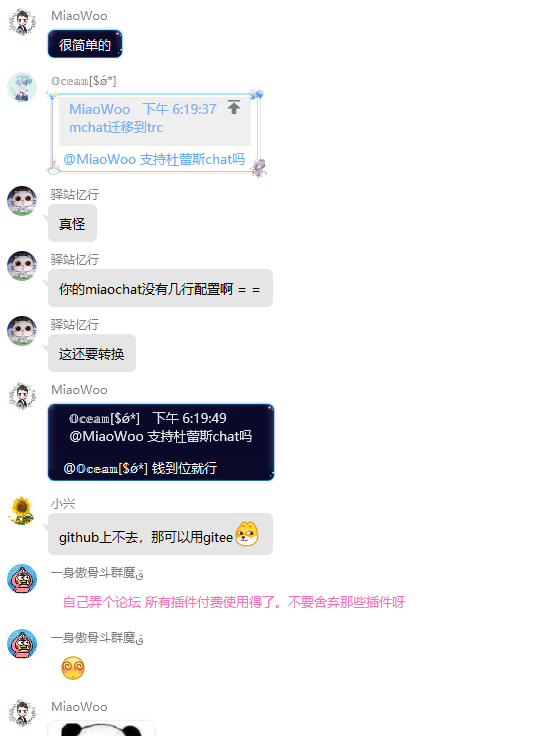 MiaoWoo
很简单的
𝕆𝕔𝕖𝕒𝕞[$ǿ*]
MiaoWoo 下午 6:19:37
mchat迁移到trc
@MiaoWoo 支持杜蕾斯chat吗
驿站忆行
真怪
驿站忆行
你的miaochat没有几行配置啊 = =
驿站忆行
这还要转换
MiaoWoo
𝕆𝕔𝕖𝕒𝕞[$ǿ*] 下午 6:19:49
@MiaoWoo 支持杜蕾斯chat吗
@𝕆𝕔𝕖𝕒𝕞[$ǿ*] 钱到位就行
小兴
github上不去，那可以用gitee
一身傲骨斗群魔ق
自己弄个论坛 所有插件付费使用得了。不要舍弃那些插件呀
一身傲骨斗群魔ق
MiaoWoo